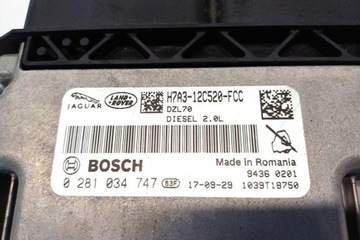 JAGUAR
LAND ROVER
H7A3-12C520-FCC
DZL70
DIESEL 2.0L
BOSCH
Made in Romania
9436 0201
0 281 034 747 S3F 17-09-29 1039T18750